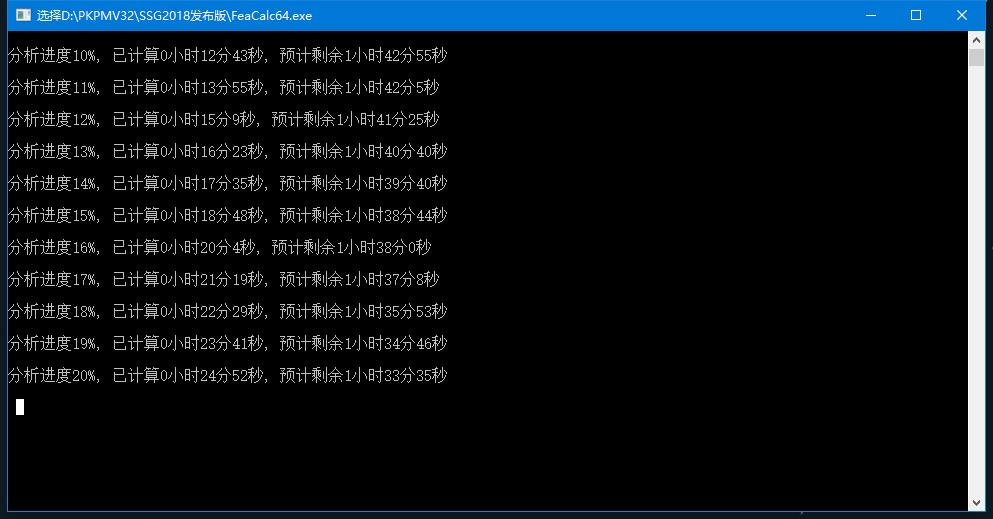 选择D:\PKPMV32\SSG2018发布版\FeaCalc64.exe
分析进度10%, 已计算0小时12分43秒, 预计剩余1小时42分55秒
分析进度11%, 已计算0小时13分55秒, 预计剩余1小时42分5秒
分析进度12%, 已计算0小时15分9秒, 预计剩余1小时41分25秒
分析进度13%, 已计算0小时16分23秒, 预计剩余1小时40分40秒
分析进度14%, 已计算0小时17分35秒, 预计剩余1小时39分40秒
分析进度15%, 已计算0小时18分48秒, 预计剩余1小时38分44秒
分析进度16%, 已计算0小时20分4秒, 预计剩余1小时38分0秒
分析进度17%, 已计算0小时21分19秒, 预计剩余1小时37分8秒
分析进度18%, 已计算0小时22分29秒, 预计剩余1小时35分53秒
分析进度19%, 已计算0小时23分41秒, 预计剩余1小时34分46秒
分析进度20%, 已计算0小时24分52秒, 预计剩余1小时33分35秒